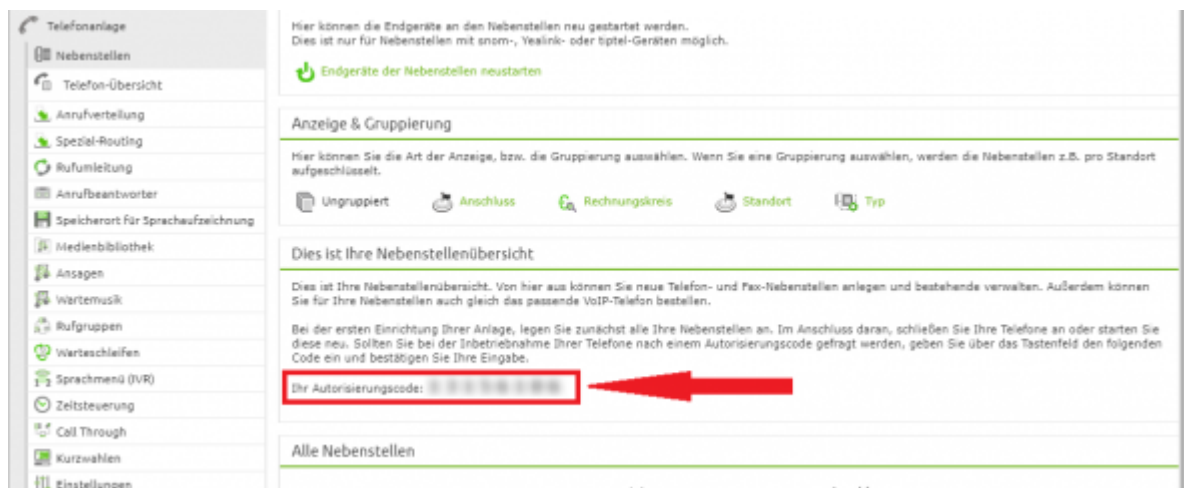 Telefonanlage
Nebenstellen
Telefon-Übersicht
Anrufverteilung
Spezial-Routing
Rufumleitung
Anrufbeantworter
Speicherort für Sprachaufzeichnung
Medienbibliothek
Ansagen
Wartemusik
Rufgruppen
Warteschleifen
Sprachmenü (IVR)
Zeitsteuerung
Call Through
Kurzwahlen
Einstellungen
Hier können die Endgeräte an den Nebenstellen neu gestartet werden.
Dies ist nur für Nebenstellen mit snom-, Yealink- oder tiptel-Geräten möglich.
Endgeräte der Nebenstellen neustarten
Anzeige & Gruppierung
Hier können Sie die Art der Anzeige, bzw. die Gruppierung auswählen. Wenn Sie eine Gruppierung auswählen, werden die Nebenstellen z.B. pro Standort
aufgeschlüsselt.
Ungruppiert Anschluss Rechnungskreis Standort Typ
Dies ist Ihre Nebenstellenübersicht
Dies ist Ihre Nebenstellenübersicht. Von hier aus können Sie neue Telefon- und Fax-Nebenstellen anlegen und bestehende verwalten. Außerdem können
Sie für Ihre Nebenstellen auch gleich das passende VoIP-Telefon bestellen.
Bei der ersten Einrichtung Ihrer Anlage, legen Sie zunächst alle Ihre Nebenstellen an. Im Anschluss daran, schließen Sie Ihre Telefone an oder starten Sie
diese neu. Sollten Sie bei der Inbetriebnahme Ihrer Telefone nach einem Autorisierungscode gefragt werden, geben Sie über das Tastenfeld den folgenden
Code ein und bestätigen Sie Ihre Eingabe.
Ihr Autorisierungscode:
Alle Nebenstellen